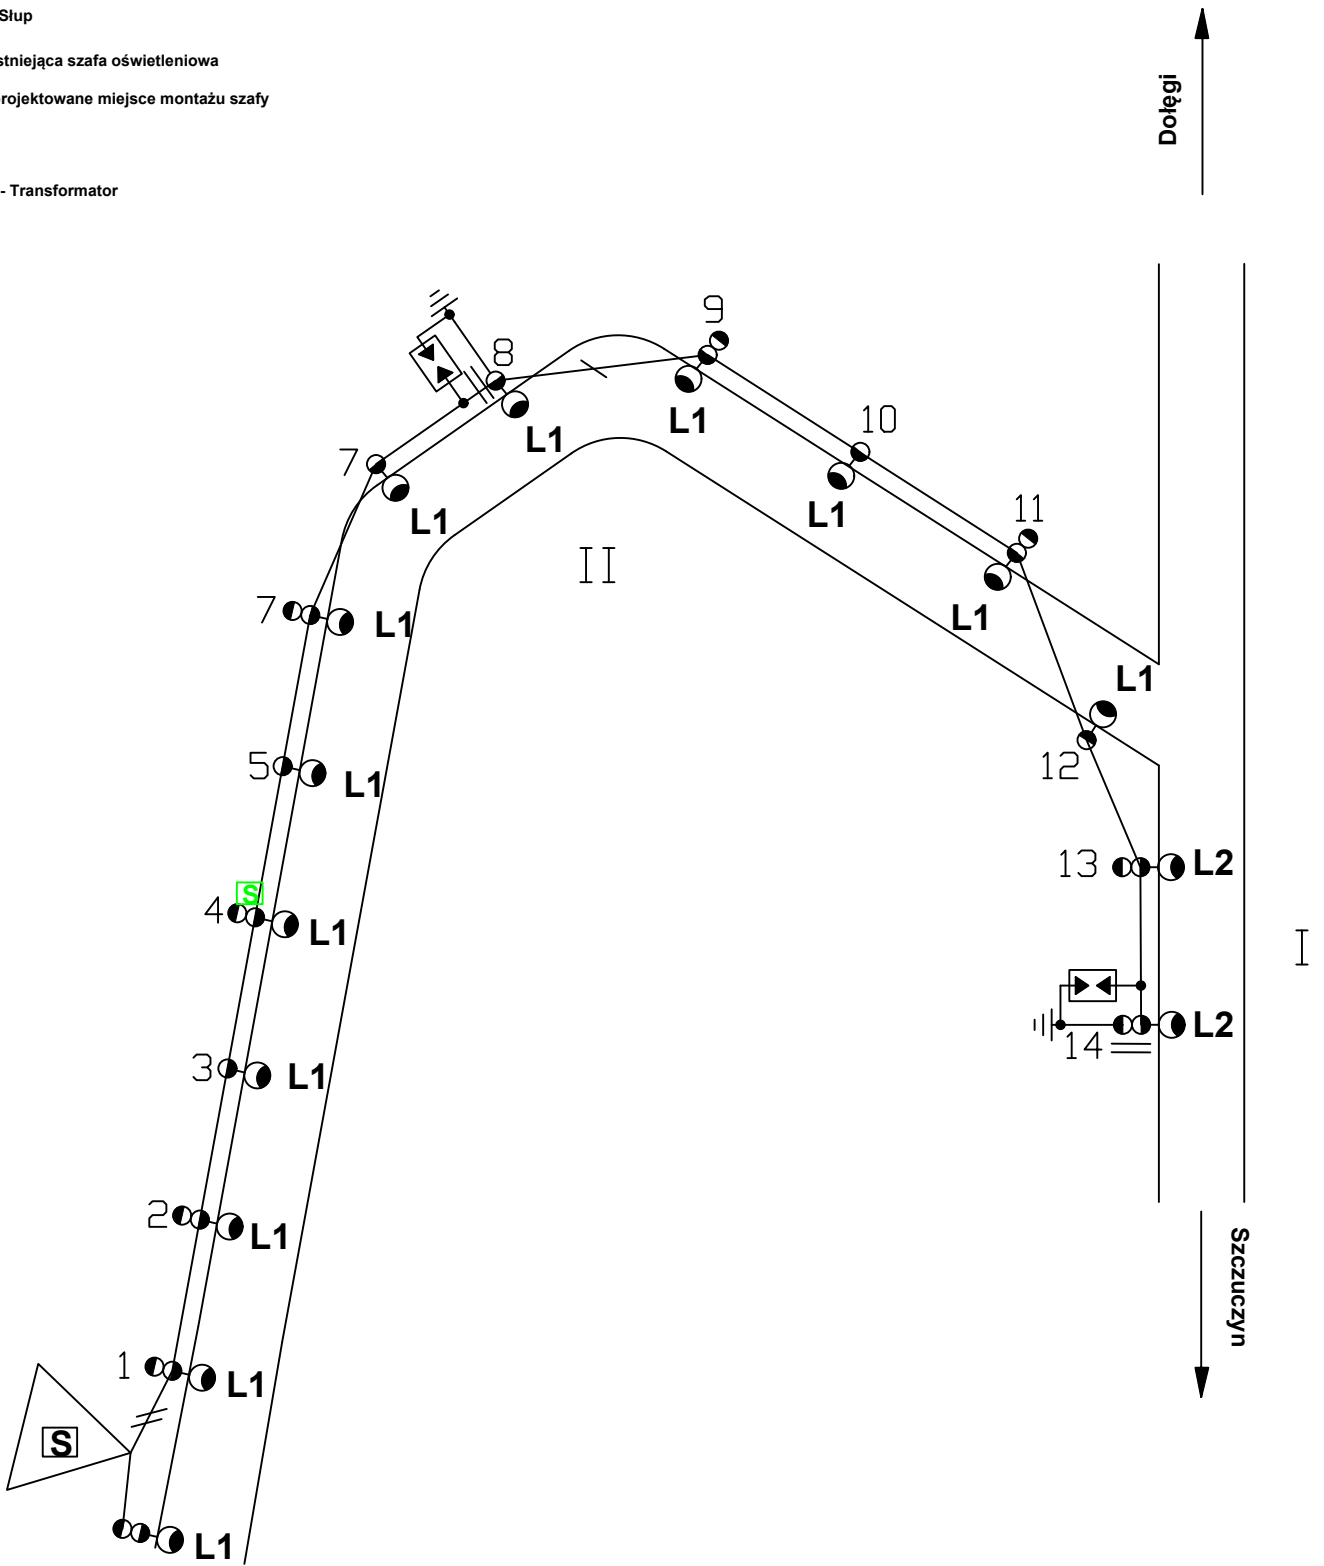 Słup
stniejąca szafa oświetleniowa
rojektowane miejsce montażu szafy
- Transformator
Dołęgi
9
8
L1
L1
10
7
L1
L1
11
II
L1
7
L1
L1
5
L1
12
13
L2
S
4
L1
I
L2
14
3
L1
2
L1
Szczuczyn
1
L1
S
L1